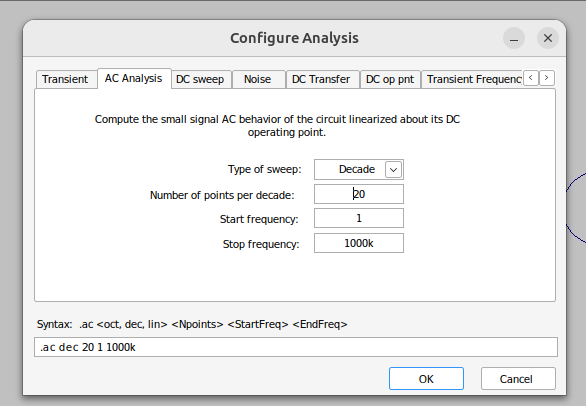 Configure Analysis
Transient AC Analysis DC sweep Noise DC Transfer DC op pnt Transient Frequenc
Compute the small signal AC behavior of the circuit linearized about its DC
operating point.
Type of sweep: Decade
Number of points per decade: 20
Start frequency: 1
Stop frequency: 1000k
Syntax: .ac <oct, dec, lin> <Npoints> <StartFreq> <EndFreq>
.ac dec 20 1 1000k
OK Cancel